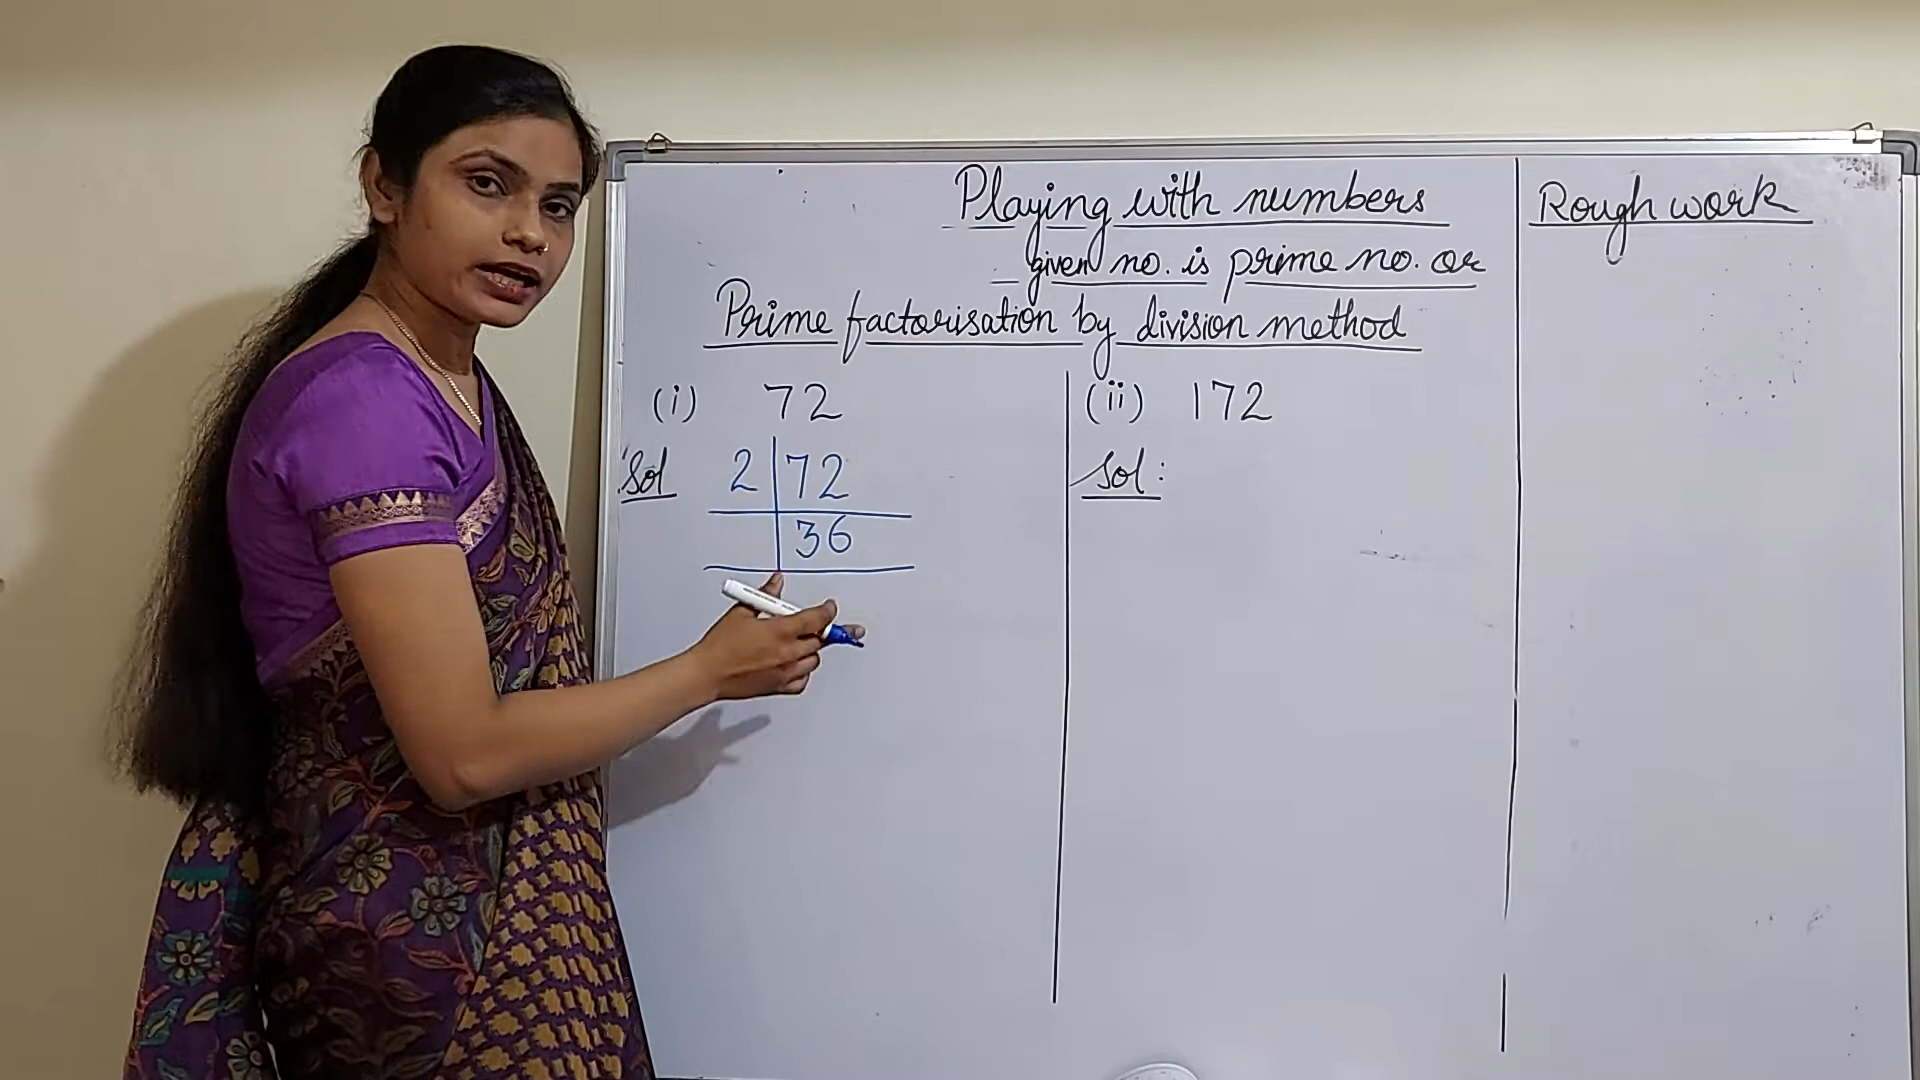 Playing with numbers
given no. is prime no. or
Prime factorisation by division method
(i) 72
Sol 2 72
36
(ii) 172
Sol:
Rough work